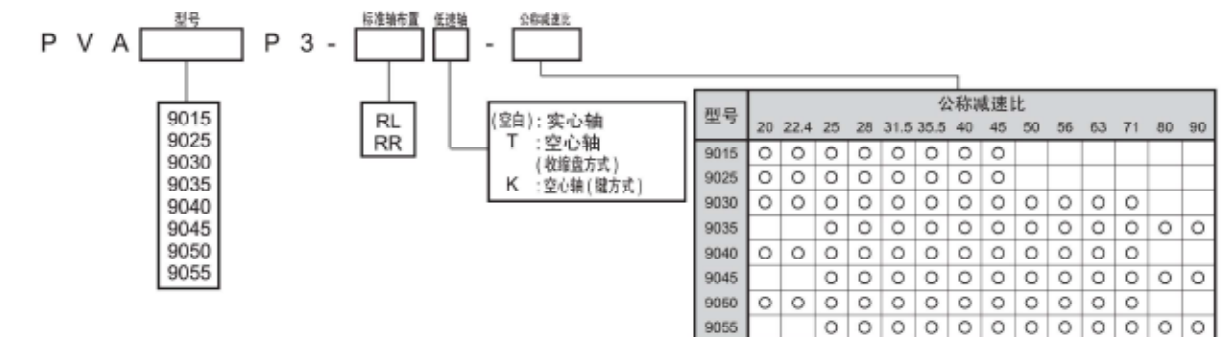 型号 标准轴布置 低速轴 公称减速比
P V A P 3 - -
9015
9025
9030
9035
9040
9045
9050
9055
RL
RR
(空白): 实心轴
T :空心轴
(收缩盘方式)
K :空心轴(键方式)
型号 公称减速比
20 22.4 25 28 31.5 35.5 40 45 50 56 63 71 80 90
9015 ○ ○ ○ ○ ○ ○ ○ ○
9025 ○ ○ ○ ○ ○ ○ ○ ○
9030 ○ ○ ○ ○ ○ ○ ○ ○ ○ ○ ○ ○
9035 ○ ○ ○ ○ ○ ○ ○ ○ ○ ○ ○ ○
9040 ○ ○ ○ ○ ○ ○ ○ ○ ○ ○ ○ ○
9045 ○ ○ ○ ○ ○ ○ ○ ○ ○ ○ ○ ○
9050 ○ ○ ○ ○ ○ ○ ○ ○ ○ ○ ○ ○
9055 ○ ○ ○ ○ ○ ○ ○ ○ ○ ○ ○ ○